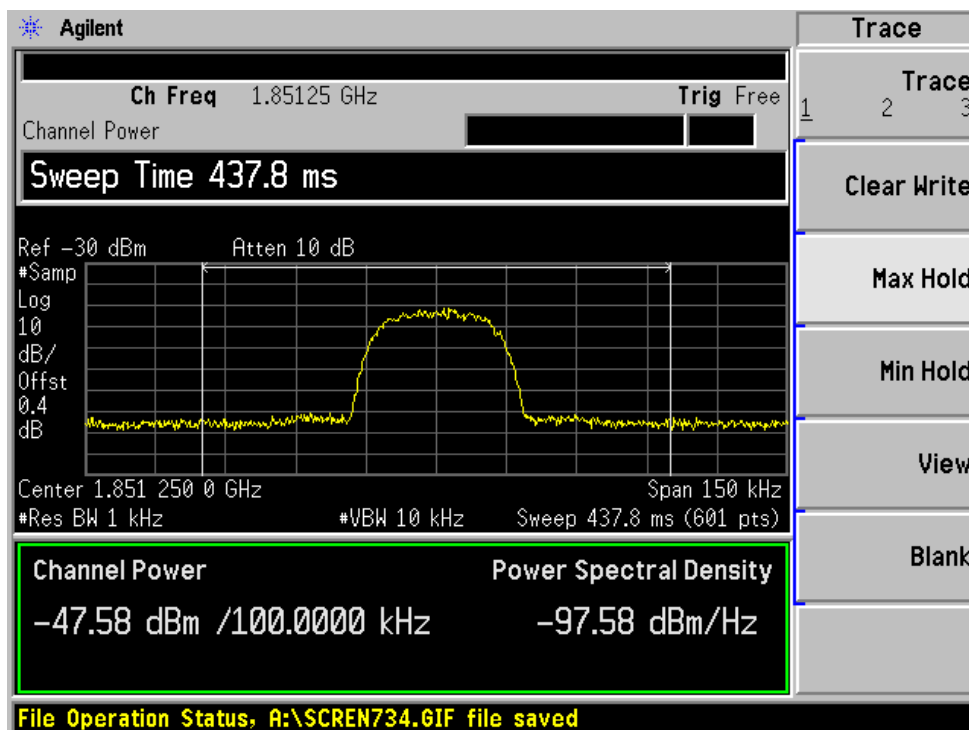 Agilent
Trace
Ch Freq 1.85125 GHz
Trig Free
Channel Power
Sweep Time 437.8 ms
Ref -30 dBm
Atten 10 dB
#Samp
Log
10
dB/
Offst
0.4
dB
Center 1.851 250 0 GHz
Span 150 kHz
#Res BW 1 kHz
#VBW 10 kHz
Sweep 437.8 ms (601 pts)
Channel Power
Power Spectral Density
-47.58 dBm /100.0000 kHz
-97.58 dBm/Hz
File Operation Status, A:\SCREN734.GIF file saved
Trace
1 2 3
Clear Write
Max Hold
Min Hold
View
Blank